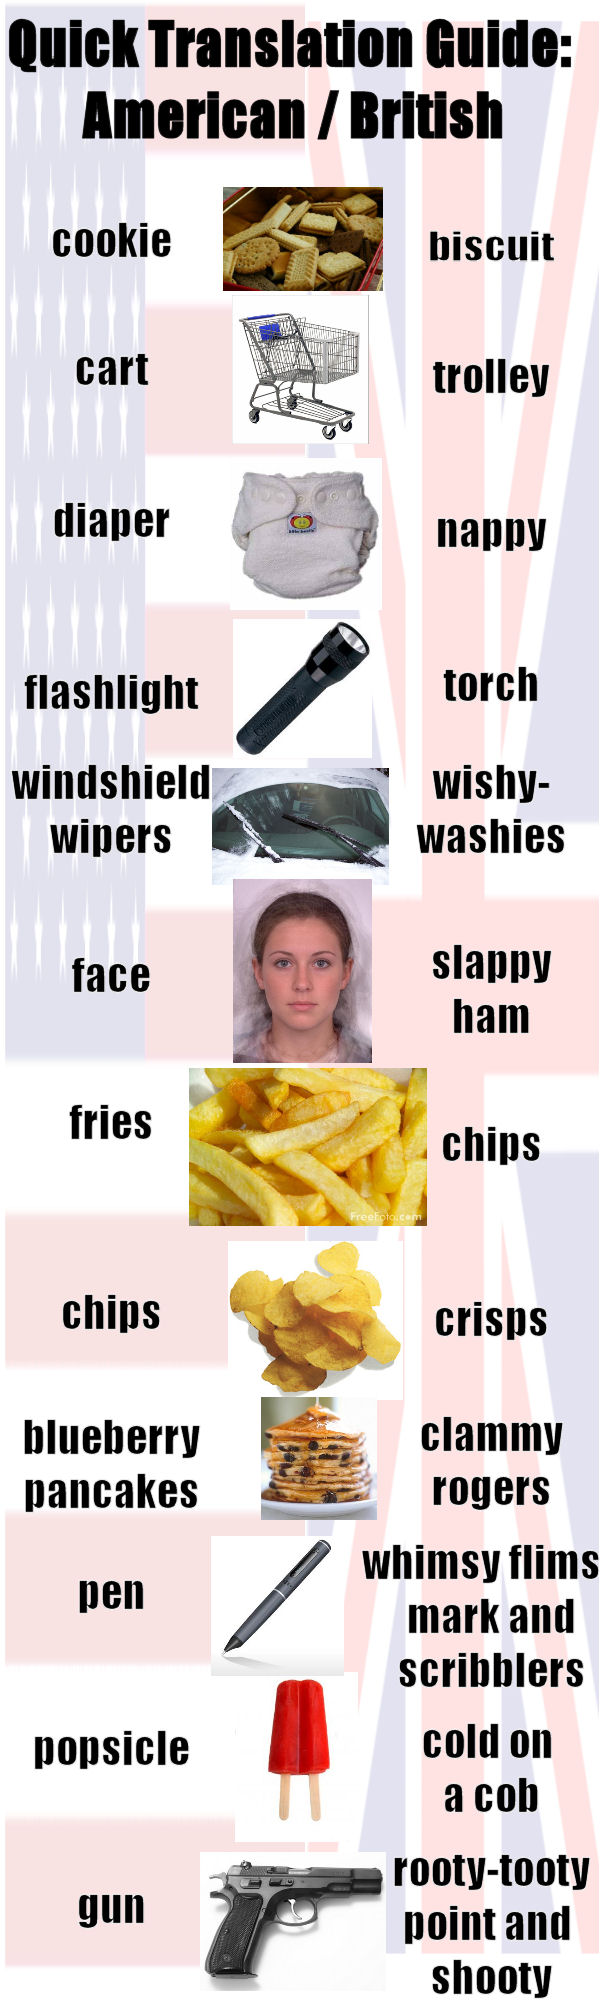 Quick Translation Guide:
American / British
cookie
biscuit
cart
trolley
diaper
nappy
flashlight
torch
windshield
wipers
wishy-
washies
face
slappy
ham
fries
chips
FreeFoto.com
chips
crisps
blueberry
pancakes
clammy
rogers
pen
whimsy flims
mark and
scribblers
popsicle
cold on
a cob
gun
rooty-tooty
point and
shooty